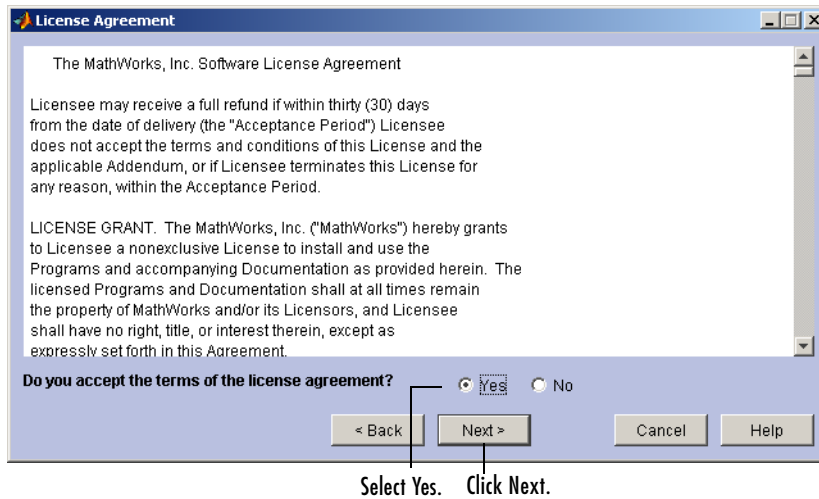 License Agreement
The MathWorks, Inc. Software License Agreement
Licensee may receive a full refund if within thirty (30) days
from the date of delivery (the "Acceptance Period") Licensee
does not accept the terms and conditions of this License and the
applicable Addendum, or if Licensee terminates this License for
any reason, within the Acceptance Period.
LICENSE GRANT. The MathWorks, Inc. ("MathWorks") hereby grants
to Licensee a nonexclusive License to install and use the
Programs and accompanying Documentation as provided herein. The
licensed Programs and Documentation shall at all times remain
the property of MathWorks and/or its Licensors, and Licensee
shall have no right, title, or interest therein, except as
expressly set forth in this Agreement.
Do you accept the terms of the license agreement? Yes No
< Back Next > Cancel Help
Select Yes. Click Next.